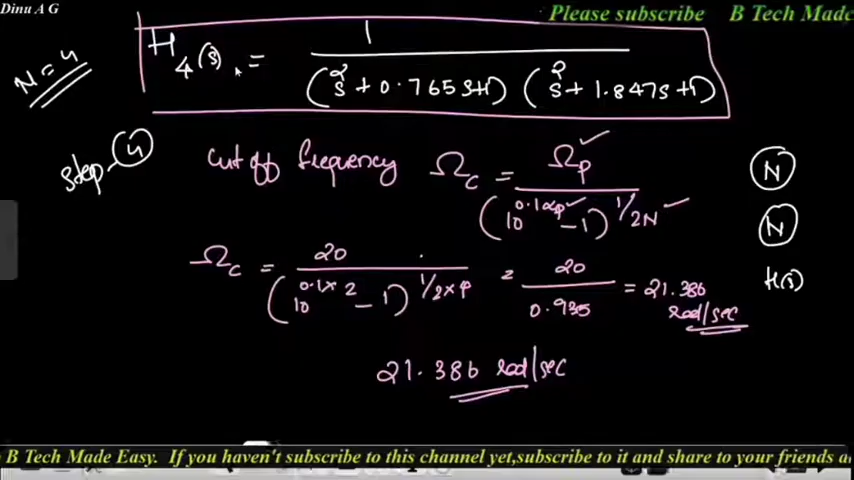 Dinu A G
Please subscribe B Tech Made
N=4
H₄(s) = 1 / (s² + 0.765s+1) (s² + 1.847s+1)
step 4 cut off frequency Ωc = Ωp / (10^0.1αp - 1)^1/2N
N
N
H(s)
Ωc = 20 / (10^0.1×2 - 1)^1/2×4 = 20 / 0.935 = 21.386 rad/sec
21.386 rad/sec
B Tech Made Easy. If you haven't subscribe to this channel yet,subscribe to it and share to your friends a